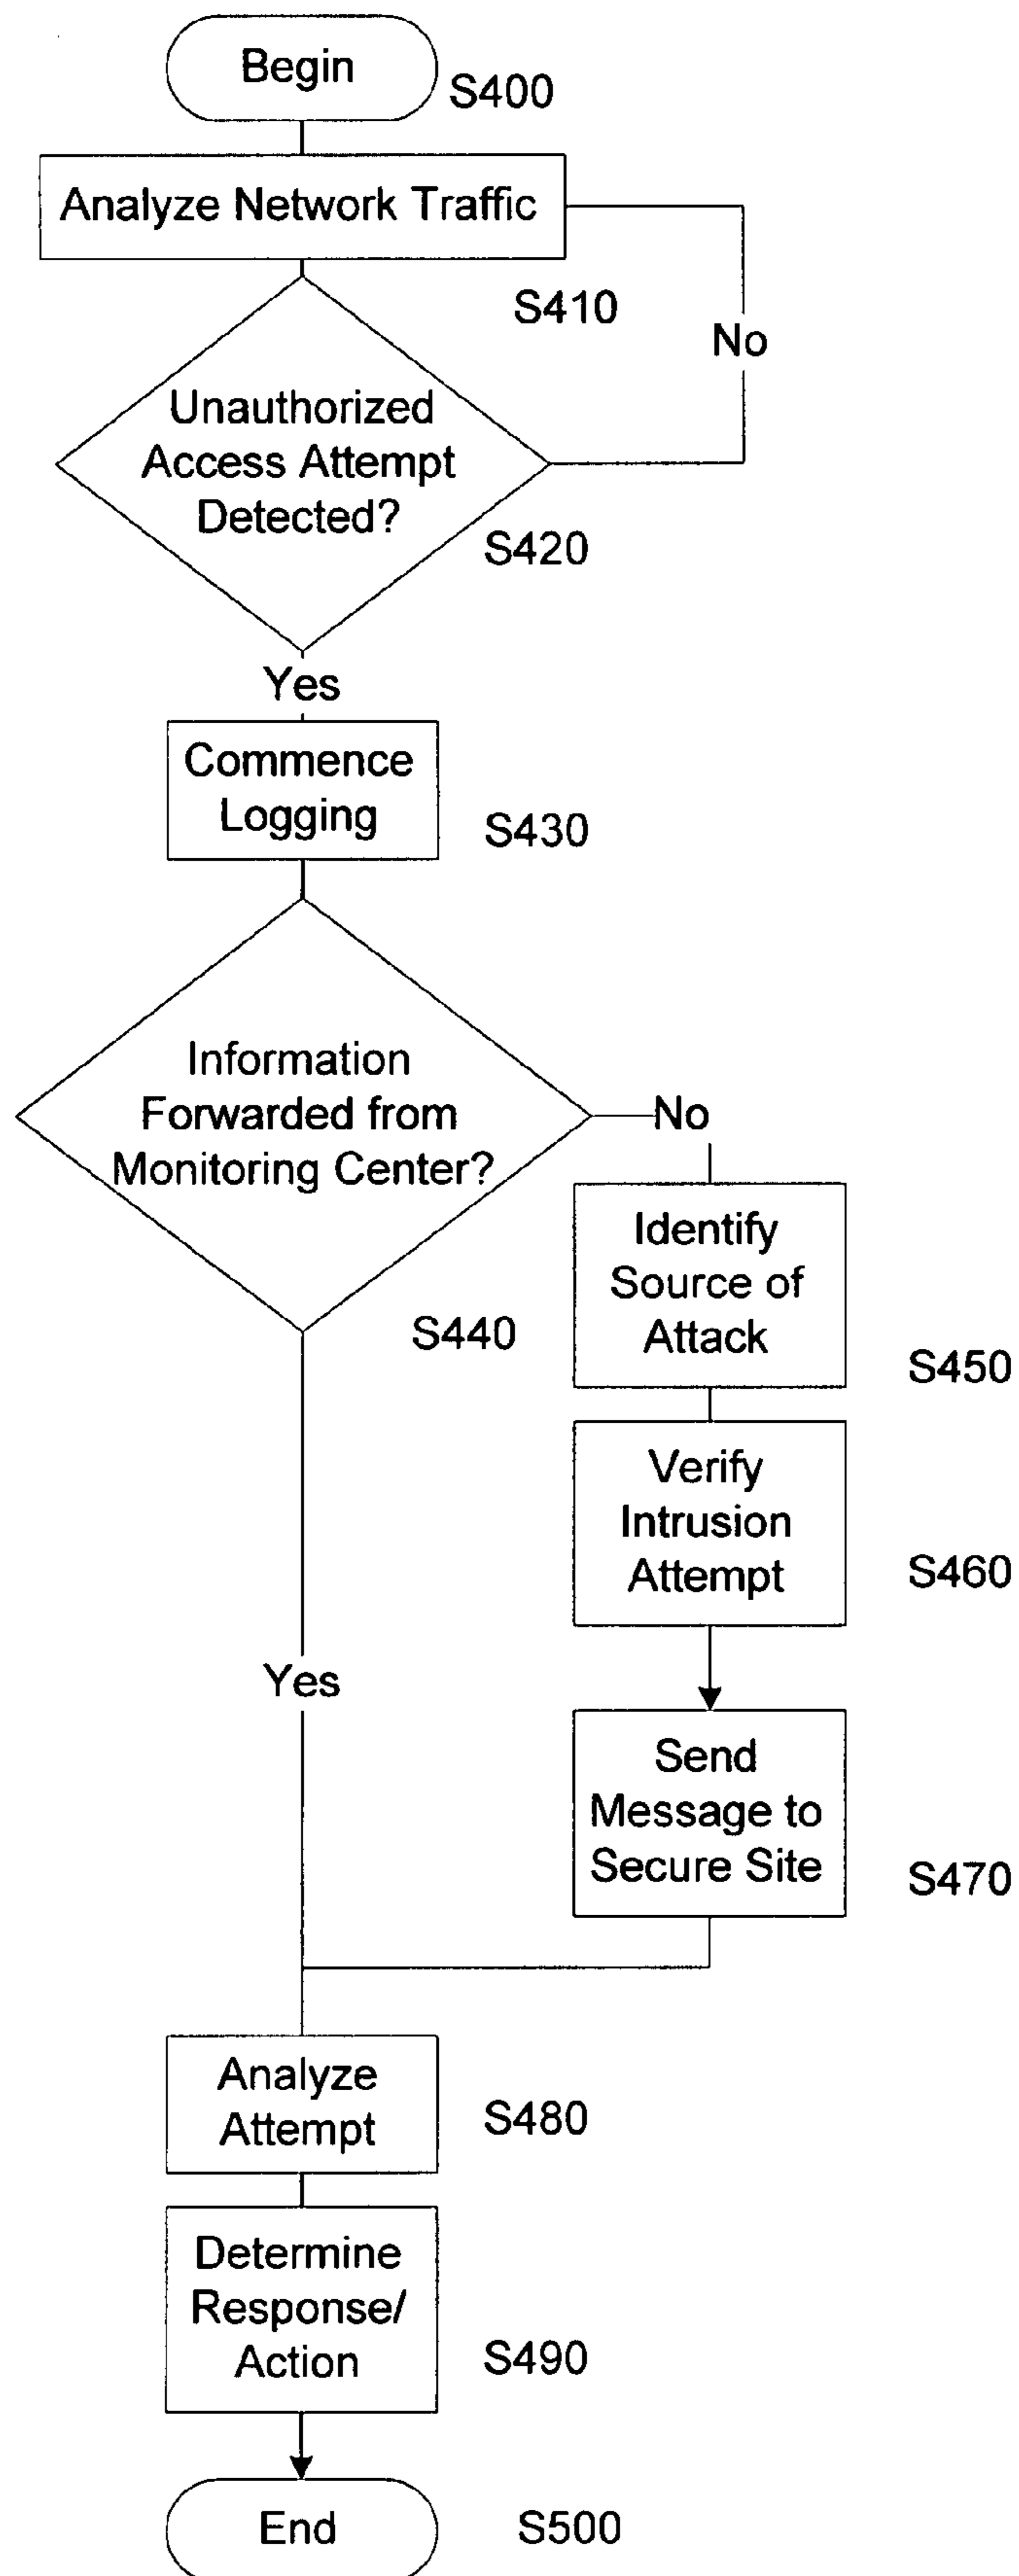 Begin
S400
Analyze Network Traffic
S410
No
Unauthorized
Access Attempt
Detected?
S420
Yes
Commence
Logging
S430
Information
Forwarded from
Monitoring Center?
No
S440
Identify
Source of
Attack
S450
Verify
Intrusion
Attempt
S460
Yes
Send
Message to
Secure Site
S470
Analyze
Attempt
S480
Determine
Response/
Action
S490
End
S500